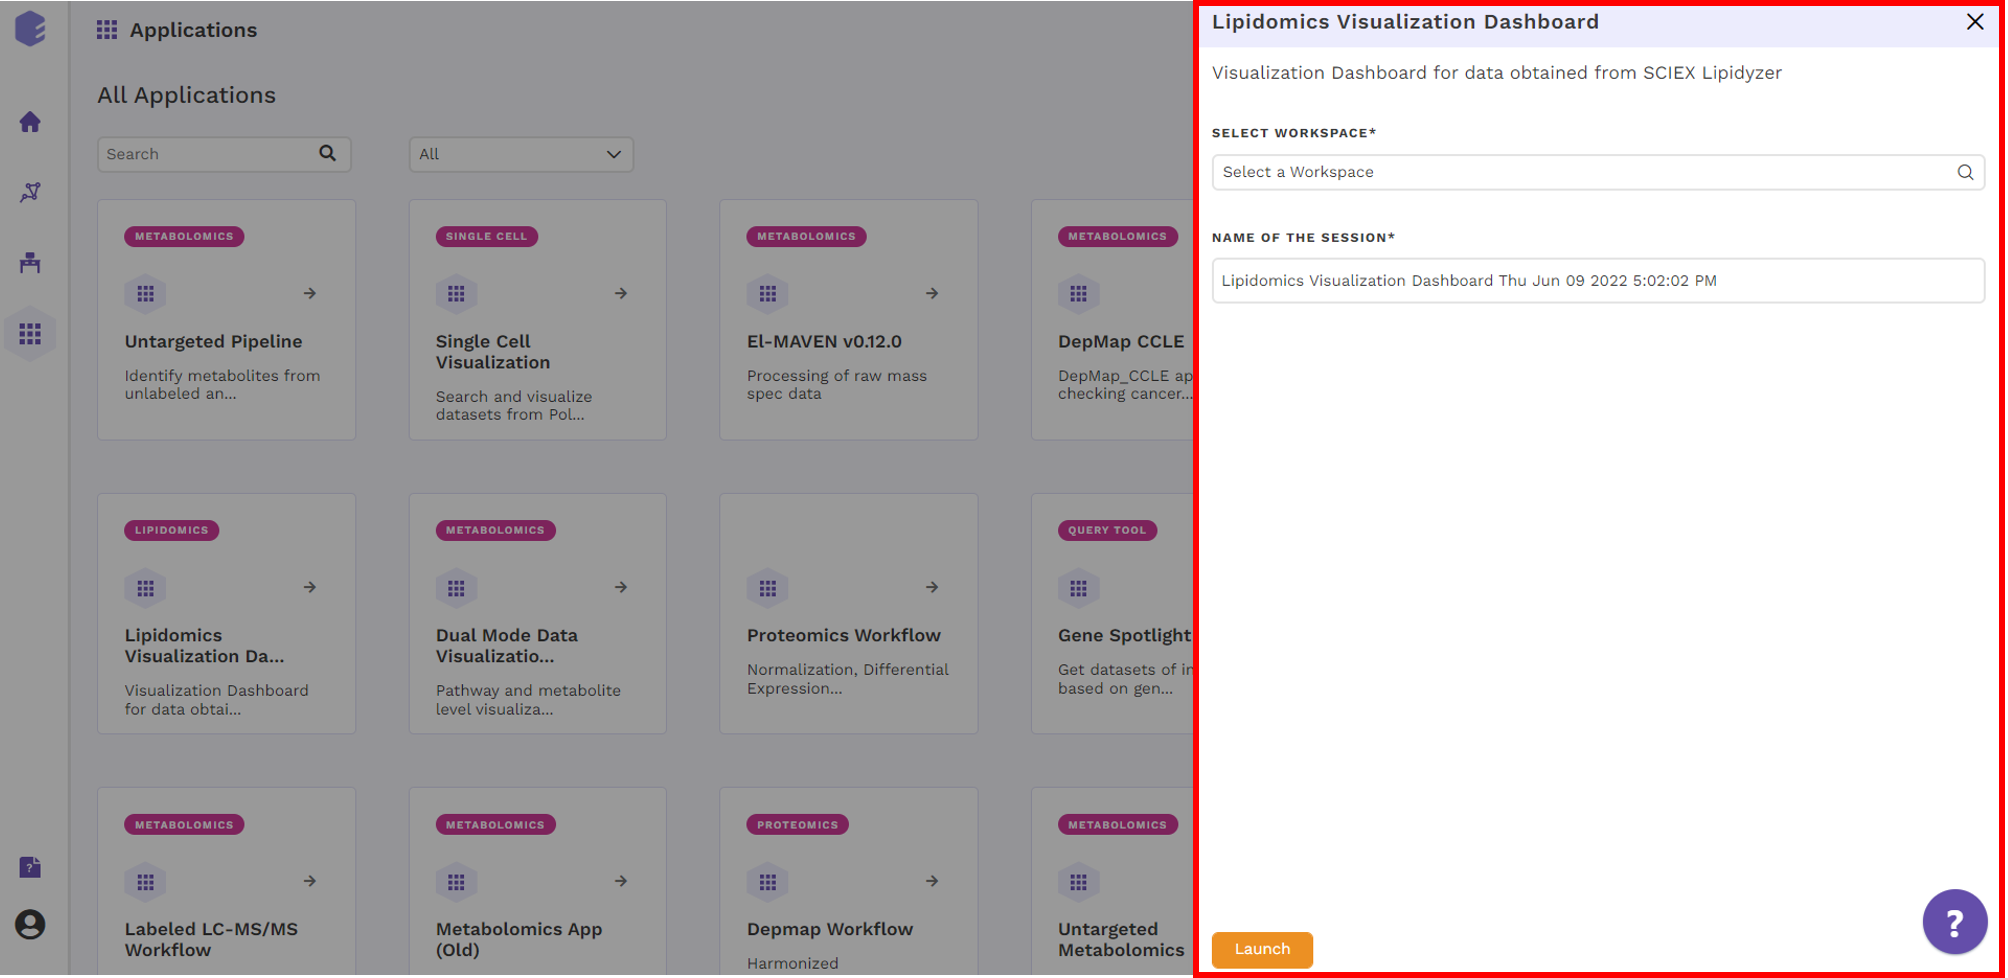 Applications
All Applications
Search
All
METABOLOMICS
Untargeted Pipeline
Identify metabolites from
unlabeled an...
SINGLE CELL
Single Cell
Visualization
Search and visualize
datasets from Pol...
METABOLOMICS
El-MAVEN v0.12.0
Processing of raw mass
spec data
METABOLOMICS
DepMap CCLE
DepMap_CCLE ap
checking cancer...
LIPIDOMICS
Lipidomics
Visualization Da...
Visualization Dashboard
for data obtai...
METABOLOMICS
Dual Mode Data
Visualizatio...
Pathway and metabolite
level visualiza...
Proteomics Workflow
Normalization, Differential
Expression...
QUERY TOOL
Gene Spotlight
Get datasets of in
based on gen...
METABOLOMICS
Labeled LC-MS/MS
Workflow
METABOLOMICS
Metabolomics App
(Old)
PROTEOMICS
Depmap Workflow
Harmonized
METABOLOMICS
Untargeted
Metabolomics
Lipidomics Visualization Dashboard
Visualization Dashboard for data obtained from SCIEX Lipidyzer
SELECT WORKSPACE*
Select a Workspace
NAME OF THE SESSION*
Lipidomics Visualization Dashboard Thu Jun 09 2022 5:02:02 PM
?
?
Launch